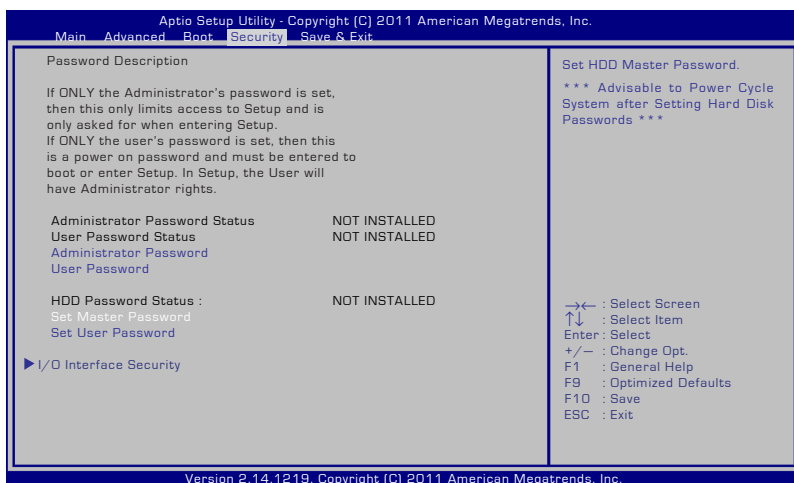 Aptio Setup Utility - Copyright (C) 2011 American Megatrends, Inc.
Main Advanced Boot Security Save & Exit
Password Description
If ONLY the Administrator's password is set,
then this only limits access to Setup and is
only asked for when entering Setup.
If ONLY the user's password is set, then this
is a power on password and must be entered to
boot or enter Setup. In Setup, the User will
have Administrator rights.
Administrator Password Status NOT INSTALLED
User Password Status NOT INSTALLED
Administrator Password
User Password
HDD Password Status : NOT INSTALLED
Set Master Password
Set User Password
I/O Interface Security
Set HDD Master Password.
*** Advisable to Power Cycle
System after Setting Hard Disk
Passwords ***
→← : Select Screen
↑↓ : Select Item
Enter : Select
+/— : Change Opt.
F1 : General Help
F9 : Optimized Defaults
F10 : Save
ESC : Exit
Version 2.14.1219. Copyright (C) 2011 American Megatrends, Inc.